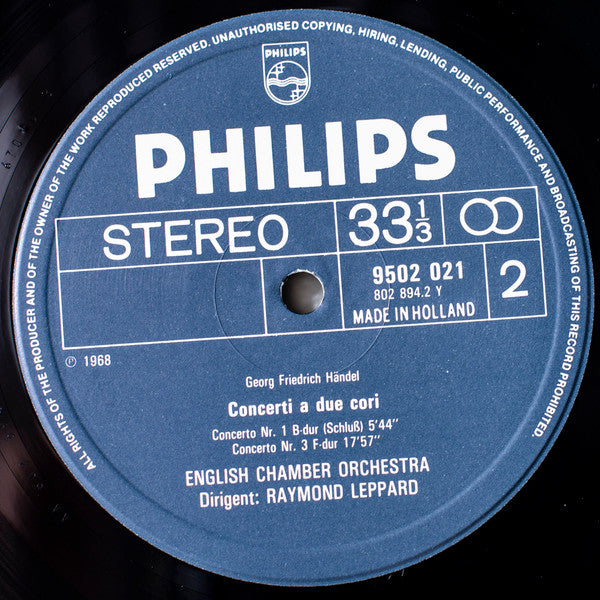 ALL RIGHTS OF THE PRODUCER AND OF THE OWNER OF THE WORK REPRODUCED RESERVED. UNAUTHORISED COPYING, HIRING, LENDING, PUBLIC PERFORMANCE AND BROADCASTING OF THIS RECORD PROHIBITED.
PHILIPS
PHILIPS
STEREO
33 1/3
9502 021
802 894.2 Y
MADE IN HOLLAND
2
℗ 1968
Georg Friedrich Händel
Concerti a due cori
Concerto Nr. 1 B-dur (Schluß) 5'44"
Concerto Nr. 3 F-dur 17'57"
ENGLISH CHAMBER ORCHESTRA
Dirigent: RAYMOND LEPPARD